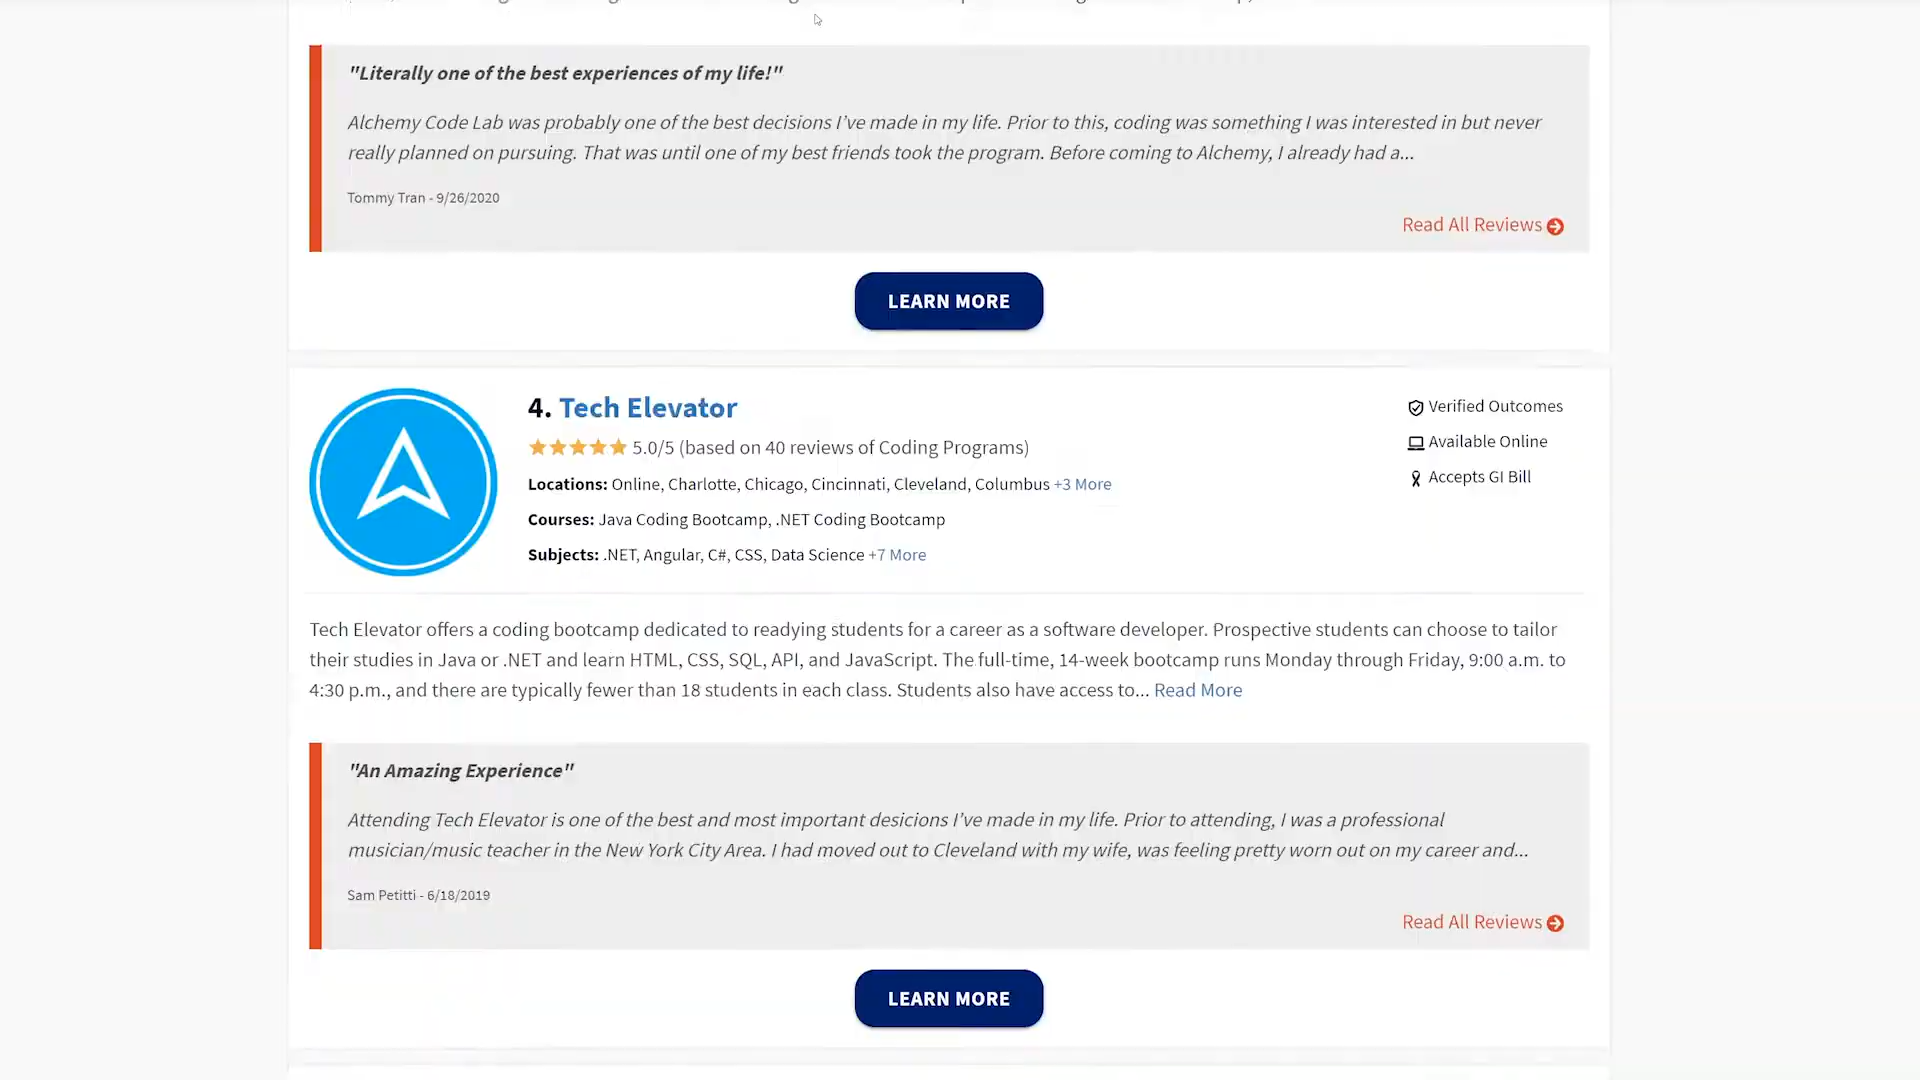 "Literally one of the best experiences of my life!"
Alchemy Code Lab was probably one of the best decisions I've made in my life. Prior to this, coding was something I was interested in but never
really planned on pursuing. That was until one of my best friends took the program. Before coming to Alchemy, I already had a...
Tommy Tran - 9/26/2020
Read All Reviews
LEARN MORE
4. Tech Elevator
5.0/5 (based on 40 reviews of Coding Programs)
Locations: Online, Charlotte, Chicago, Cincinnati, Cleveland, Columbus +3 More
Courses: Java Coding Bootcamp, .NET Coding Bootcamp
Subjects: .NET, Angular, C#, CSS, Data Science +7 More
Verified Outcomes
Available Online
Accepts GI Bill
Tech Elevator offers a coding bootcamp dedicated to readying students for a career as a software developer. Prospective students can choose to tailor
their studies in Java or .NET and learn HTML, CSS, SQL, API, and JavaScript. The full-time, 14-week bootcamp runs Monday through Friday, 9:00 a.m. to
4:30 p.m., and there are typically fewer than 18 students in each class. Students also have access to... Read More
"An Amazing Experience"
Attending Tech Elevator is one of the best and most important desicions I've made in my life. Prior to attending, I was a professional
musician/music teacher in the New York City Area. I had moved out to Cleveland with my wife, was feeling pretty worn out on my career and...
Sam Petitti - 6/18/2019
Read All Reviews
LEARN MORE